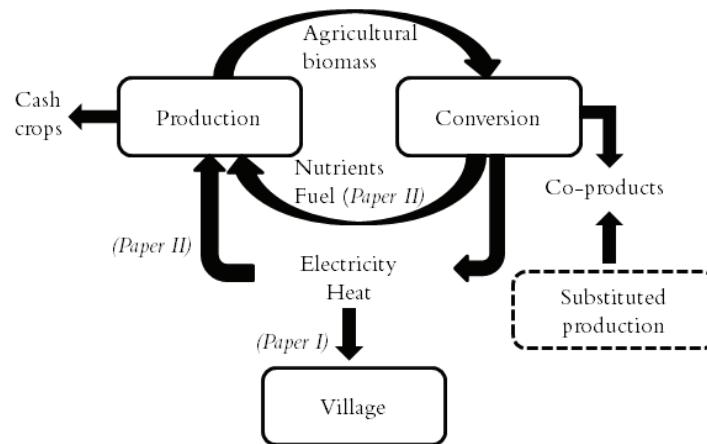 Agricultural
biomass
Cash
crops
Production
Conversion
Nutrients
Fuel (Paper II)
Co-products
(Paper II)
Electricity
Heat
Substituted
production
(Paper I)
Village